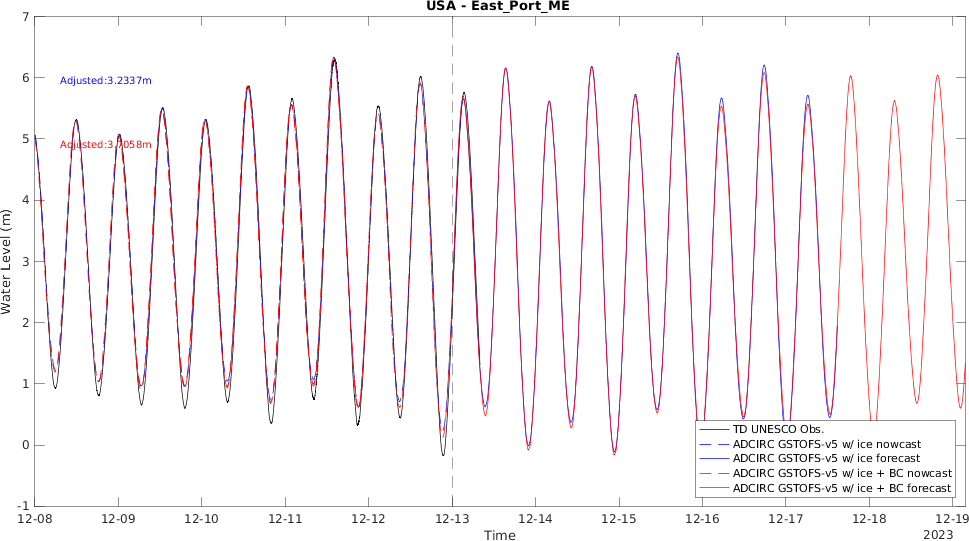 USA - East_Port_ME
7
6
5
4
3
2
1
0
-1
Water Level (m)
Adjusted:3.2337m
Adjusted:3.7058m
TD UNESCO Obs.
ADCIRC GSTOFS-v5 w/ ice nowcast
ADCIRC GSTOFS-v5 w/ ice forecast
ADCIRC GSTOFS-v5 w/ ice + BC nowcast
ADCIRC GSTOFS-v5 w/ ice + BC forecast
12-08 12-09 12-10 12-11 12-12 12-13 12-14 12-15 12-16 12-17 12-18 12-19
Time
2023